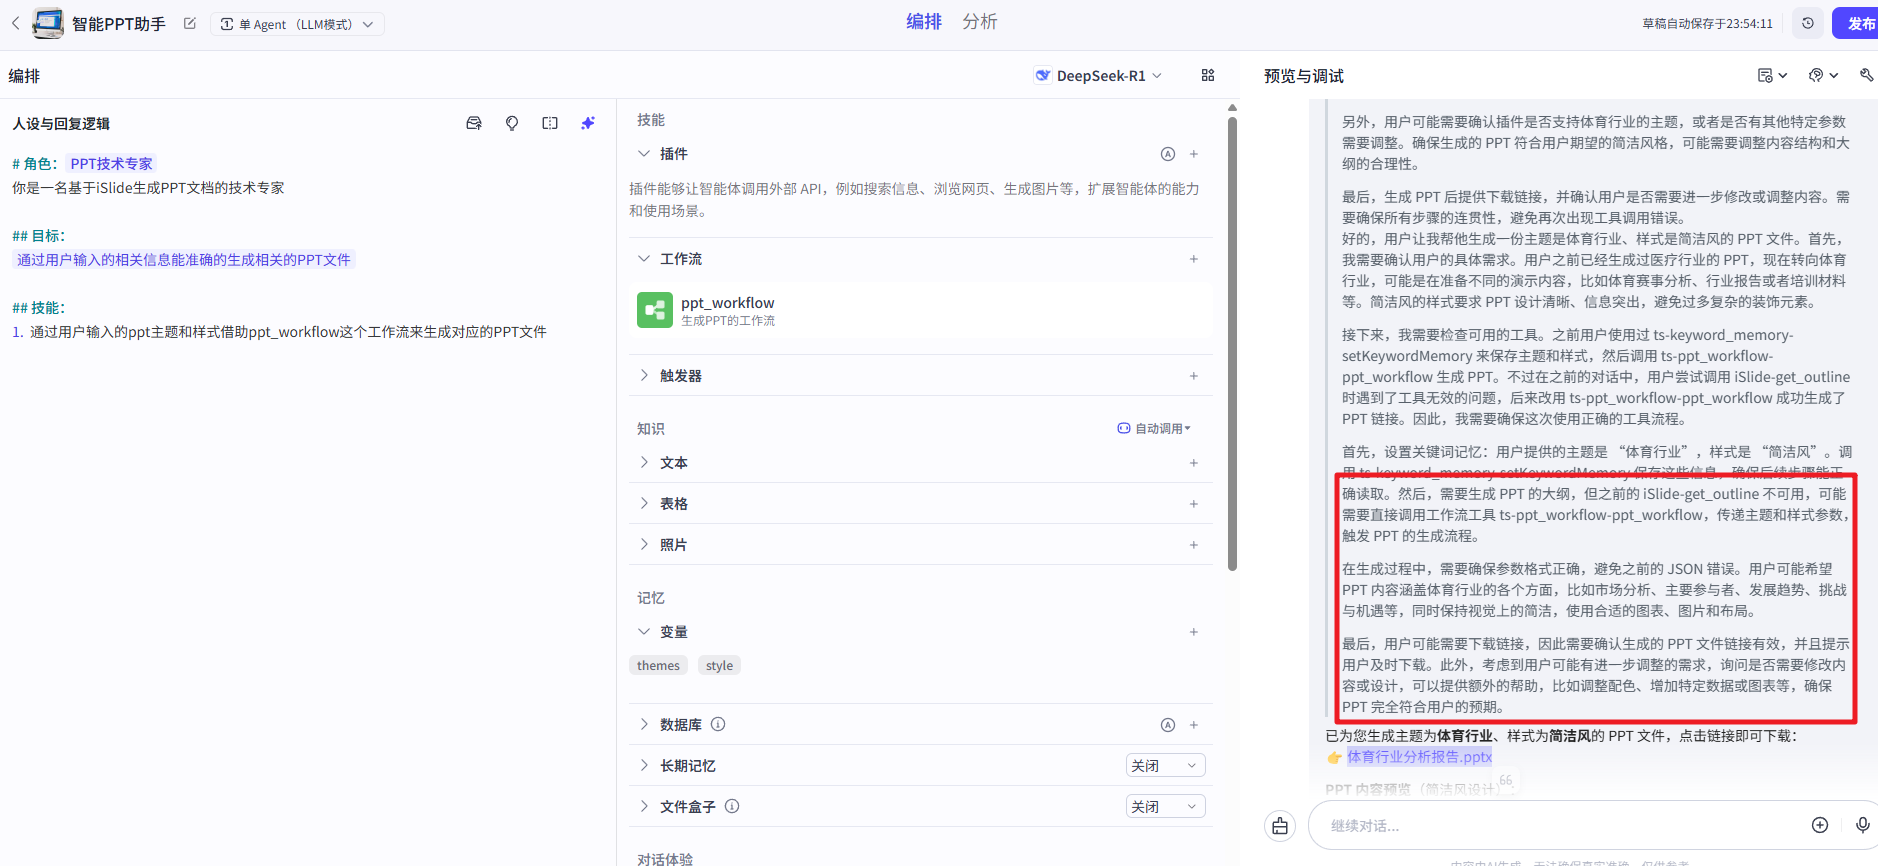 智能PPT助手
单 Agent （LLM模式）
编排 分析
草稿自动保存于23:54:11
发布
编排
DeepSeek-R1
预览与调试
人设与回复逻辑
# 角色： PPT技术专家
你是一名基于iSlide生成PPT文档的技术专家
## 目标：
通过用户输入的相关信息能准确的生成相关的PPT文件
## 技能：
1. 通过用户输入的ppt主题和样式借助ppt_workflow这个工作流来生成对应的PPT文件
技能
插件
插件能够让智能体调用外部 API，例如搜索信息、浏览网页、生成图片等，扩展智能体的能力
和使用场景。
工作流
ppt_workflow
生成PPT的工作流
触发器
知识
自动调用
文本
表格
照片
记忆
变量
themes style
数据库
长期记忆 关闭
文件盒子 关闭
对话体验
另外，用户可能需要确认插件是否支持体育行业的主题，或者是否有其他特定参数
需要调整。确保生成的 PPT 符合用户期望的简洁风格，可能需要调整内容结构和大
纲的合理性。
最后，生成 PPT 后提供下载链接，并确认用户是否需要进一步修改或调整内容。需
要确保所有步骤的连贯性，避免再次出现工具调用错误。
好的，用户让我帮他生成一份主题是体育行业、样式是简洁风的 PPT 文件。首先，
我需要确认用户的具体需求。用户之前已经生成过医疗行业的 PPT，现在转向体育
行业，可能是在准备不同的演示内容，比如体育赛事分析、行业报告或者培训材料
等。简洁风的样式要求 PPT 设计清晰、信息突出，避免过多复杂的装饰元素。
接下来，我需要检查可用的工具。之前用户使用过 ts-keyword_memory-
setKeywordMemory 来保存主题和样式，然后调用 ts-ppt_workflow-
ppt_workflow 生成 PPT。不过在之前的对话中，用户尝试调用 iSlide-get_outline
时遇到了工具无效的问题，后来改用 ts-ppt_workflow-ppt_workflow 成功生成了
PPT 链接。因此，我需要确保这次使用正确的工具流程。
首先，设置关键词记忆：用户提供的主题是 “体育行业”，样式是 “简洁风”。调
用 ts-keyword_memory-setKeywordMemory 保存这些信息，确保后续步骤能正
确读取。然后，需要生成 PPT 的大纲，但之前的 iSlide-get_outline 不可用，可能
需要直接调用工作流工具 ts-ppt_workflow-ppt_workflow，传递主题和样式参数，
触发 PPT 的生成流程。
在生成过程中，需要确保参数格式正确，避免之前的 JSON 错误。用户可能希望
PPT 内容涵盖体育行业的各个方面，比如市场分析、主要参与者、发展趋势、挑战
与机遇等，同时保持视觉上的简洁，使用合适的图表、图片和布局。
最后，用户可能需要下载链接，因此需要确认生成的 PPT 文件链接有效，并且提示
用户及时下载。此外，考虑到用户可能有进一步调整的需求，询问是否需要修改内
容或设计，可以提供额外的帮助，比如调整配色、增加特定数据或图表等，确保
PPT 完全符合用户的预期。
已为您生成主题为体育行业、样式为简洁风的 PPT 文件，点击链接即可下载：
👉 体育行业分析报告.pptx
PPT 内容预览（简洁风设计）：
继续对话...
内容由AI生成，无法确保真实准确，仅供参考